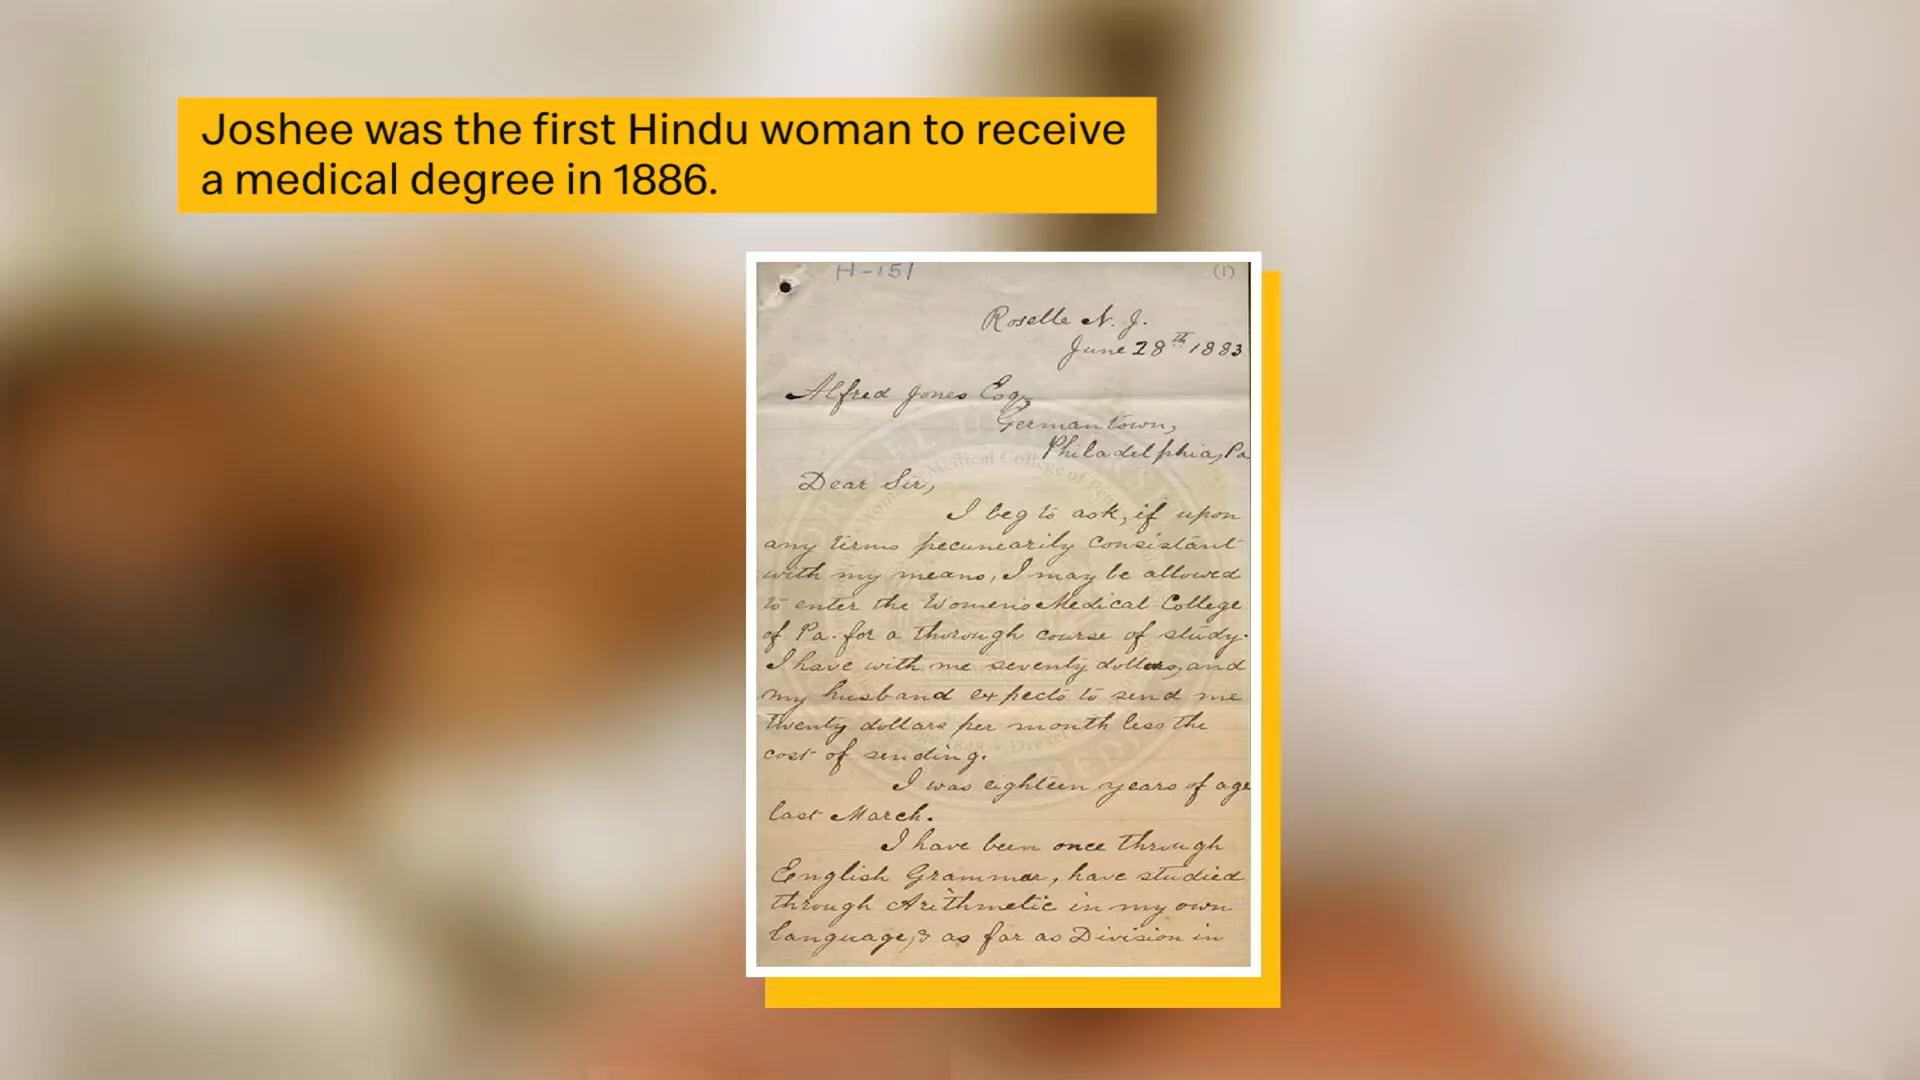 Joshee was the first Hindu woman to receive
a medical degree in 1886.
H-151
(1)
Roselle N. J.
June 28th 1883
Alfred Jones Esq,
Germantown,
Philadelphia, Pa
Dear Sir,
I beg to ask, if upon
any terms pecunearily consistant
with my means, I may be allowed
to enter the Women's Medical College
of Pa. for a thorough course of study.
I have with me seventy dollars, and
my husband expects to send me
twenty dollars per month less the
cost of sending.
I was eighteen years of age
last March.
I have been once through
English Grammar, have studied
through Arithmetic in my own
language, & as far as Division in